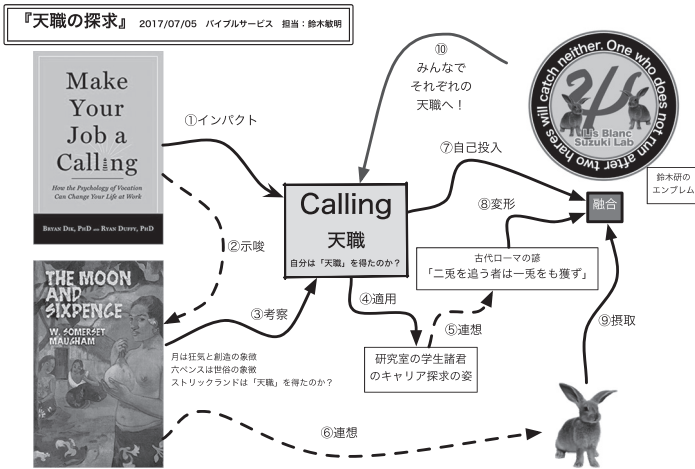 『天職の探求』 2017/07/05 バイブルサービス 担当：鈴木敏明
Make
Your
Job a
Calling
How the Psychology of Vocation
Can Change Your Life at Work
BRYAN DIK, PHD AND RYAN DUFFY, PHD
①インパクト
⑩
みんなで
それぞれの
天職へ！
One who does not run after two hares will catch neither.
Lis Blanc
Suzuki Lab
鈴木研の
エンブレム
⑦自己投入
⑧変形
融合
Calling
天職
自分は「天職」を得たのか？
②示唆
古代ローマの諺
「二兎を追う者は一兎をも獲ず」
THE MOON
AND
SIXPENCE
W. SOMERSET
MAUGHAM
③考察
④適用
⑤連想
⑨摂取
月は狂気と創造の象徴
六ペンスは世俗の象徴
ストリックランドは「天職」を得たのか？
研究室の学生諸君
のキャリア探求の姿
⑥連想